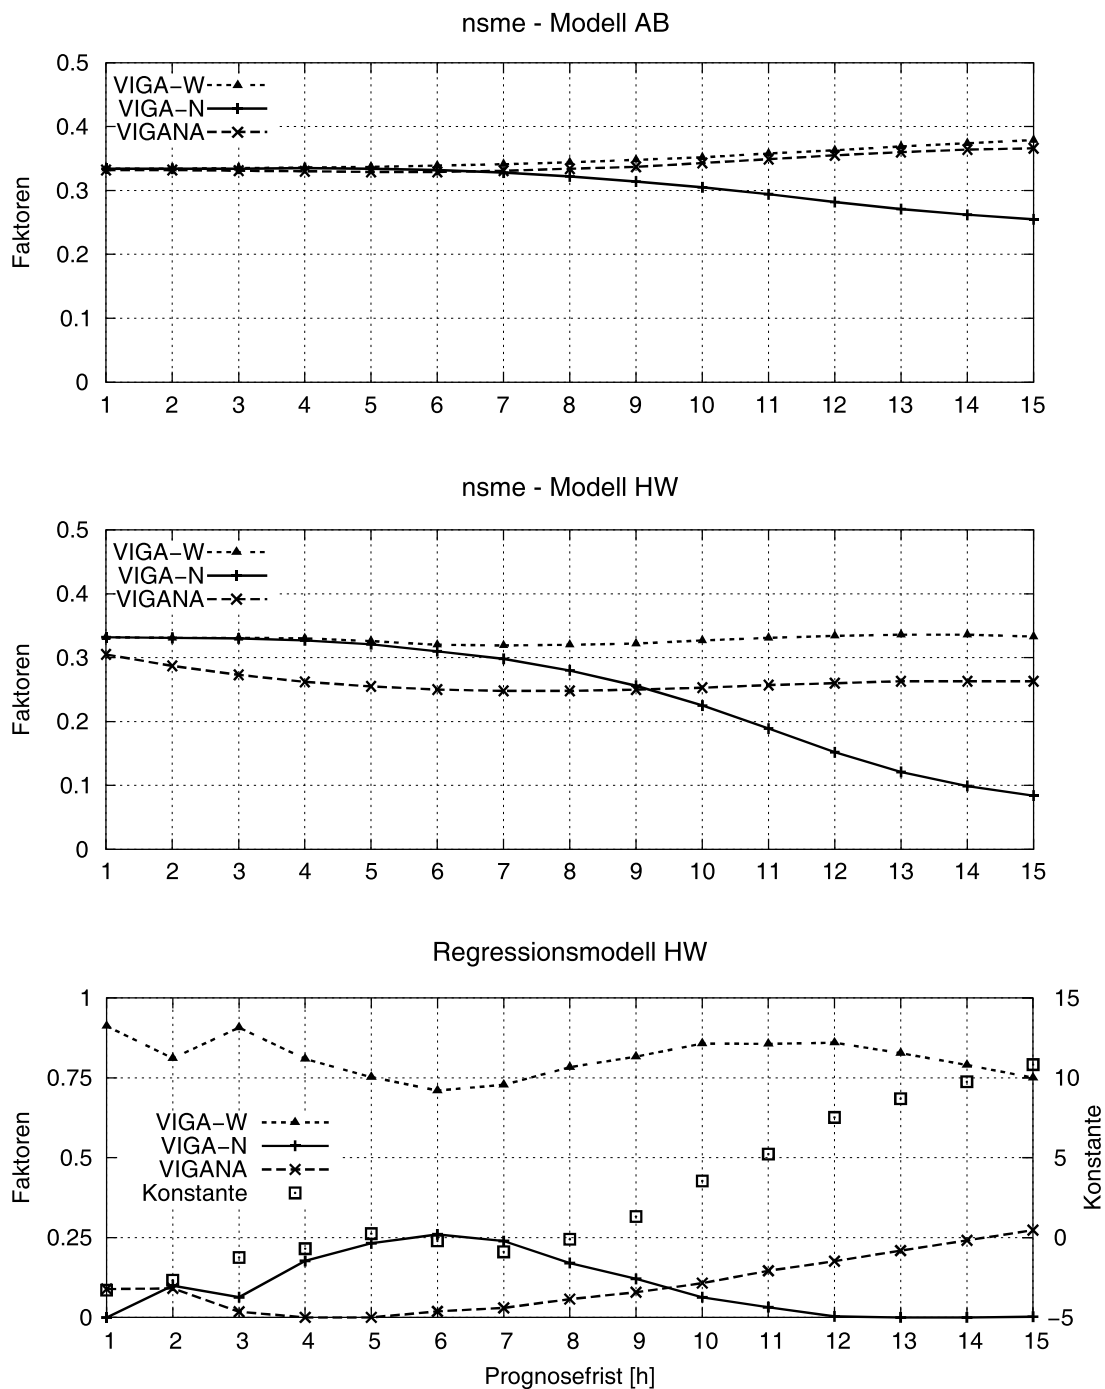 nsme - Modell AB
0.5
VIGA–W
VIGA–N
0.4
VIGANA
0.3
Faktoren
0.2
0.1
0
1 2 3 4 5 6 7 8 9 10 11 12 13 14 15
nsme - Modell HW
0.5
VIGA–W
VIGA–N
0.4
VIGANA
0.3
Faktoren
0.2
0.1
0
1 2 3 4 5 6 7 8 9 10 11 12 13 14 15
Regressionsmodell HW
1 15
0.75 10
VIGA–W
VIGA–N
Faktoren
Konstante
0.5 5
VIGANA
Konstante
0.25 0
0 –5
1 2 3 4 5 6 7 8 9 10 11 12 13 14 15
Prognosefrist [h]